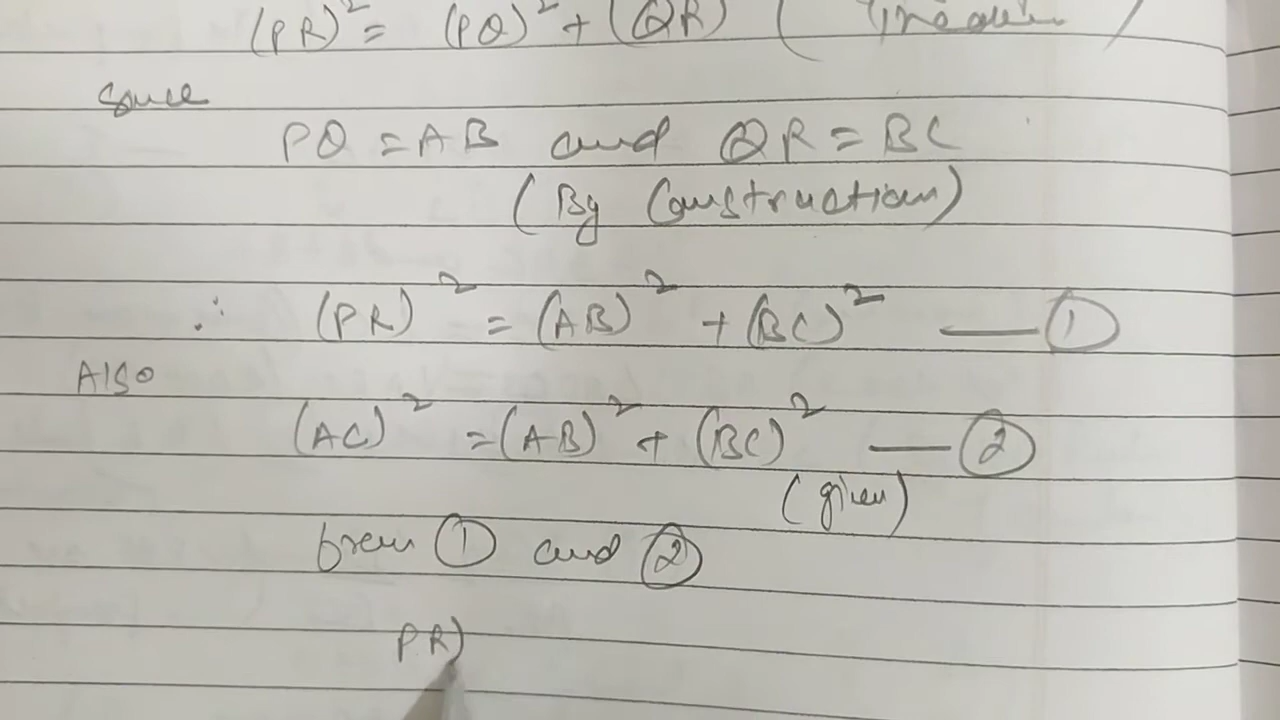 (PR)² = (PQ)² + (QR)
Since
PQ = AB and QR = BC
(By Construction)
∴ (PR)² = (AB)² + (BC)² — ①
Also
(AC)² = (AB)² + (BC)² — ②
(given)
from ① and ②
PR)